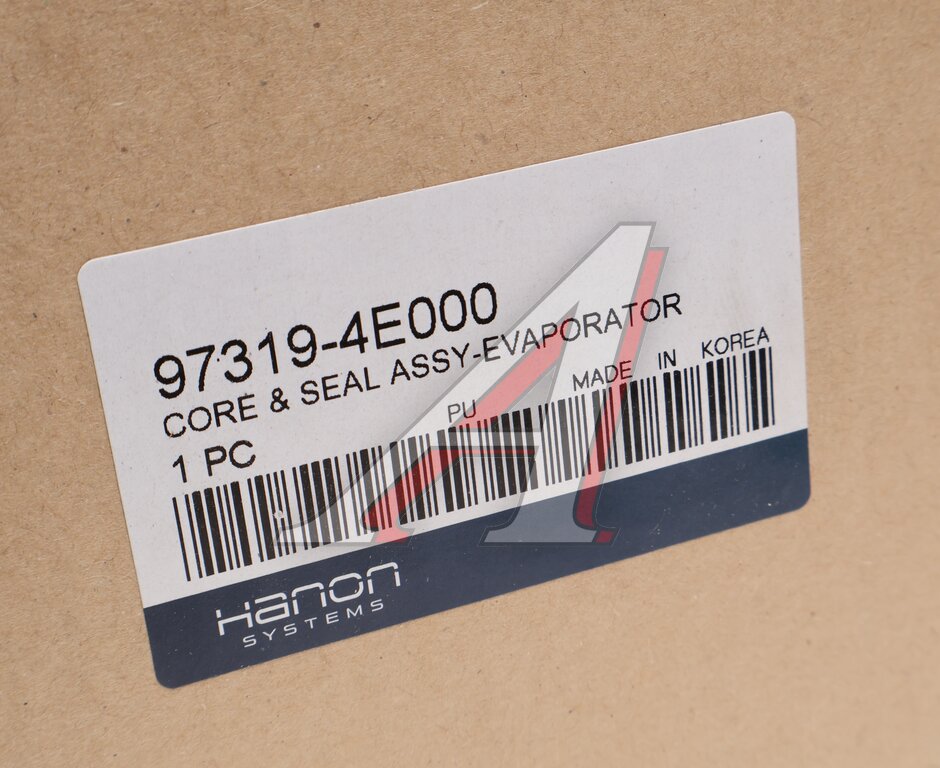 97319-4E000
CORE & SEAL ASSY-EVAPORATOR
1 PC PU MADE IN KOREA
Hanon
SYSTEMS